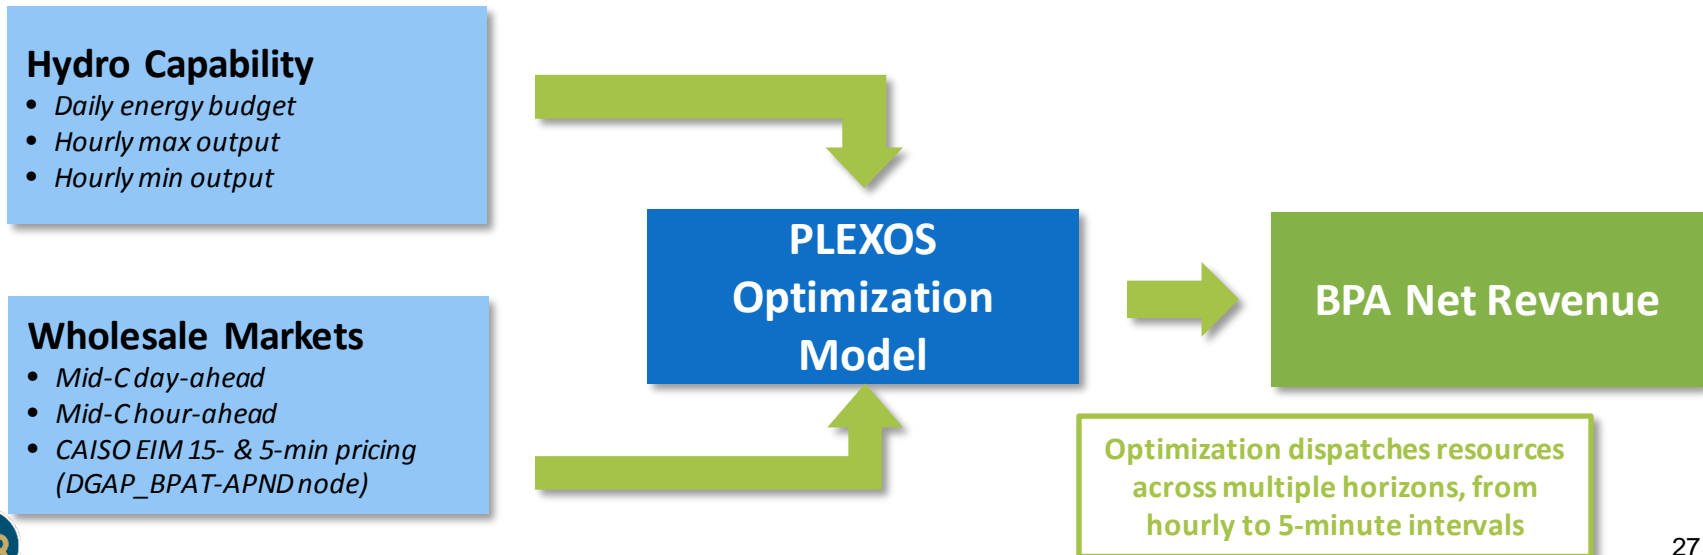 Hydro Capability
• Daily energy budget
• Hourly max output
• Hourly min output
Wholesale Markets
• Mid-C day-ahead
• Mid-C hour-ahead
• CAISO EIM 15- & 5-min pricing
(DGAP_BPAT-APND node)
PLEXOS
Optimization
Model
BPA Net Revenue
Optimization dispatches resources
across multiple horizons, from
hourly to 5-minute intervals
27